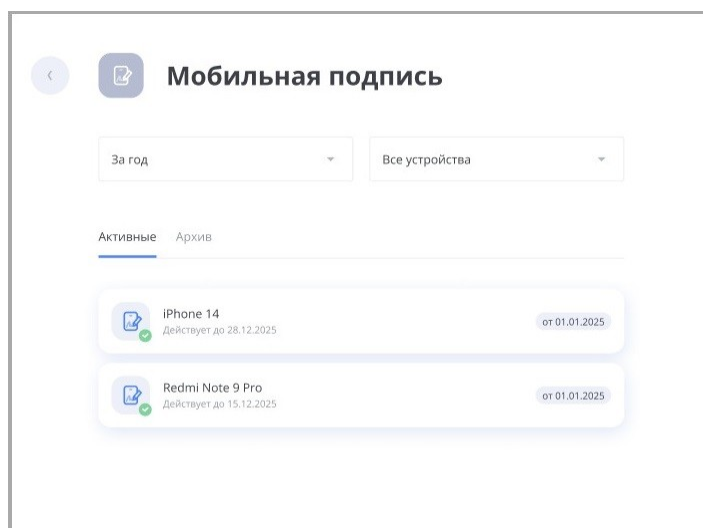 Мобильная подпись
За год
Все устройства
Активные Архив
iPhone 14
Действует до 28.12.2025
от 01.01.2025
Redmi Note 9 Pro
Действует до 15.12.2025
от 01.01.2025